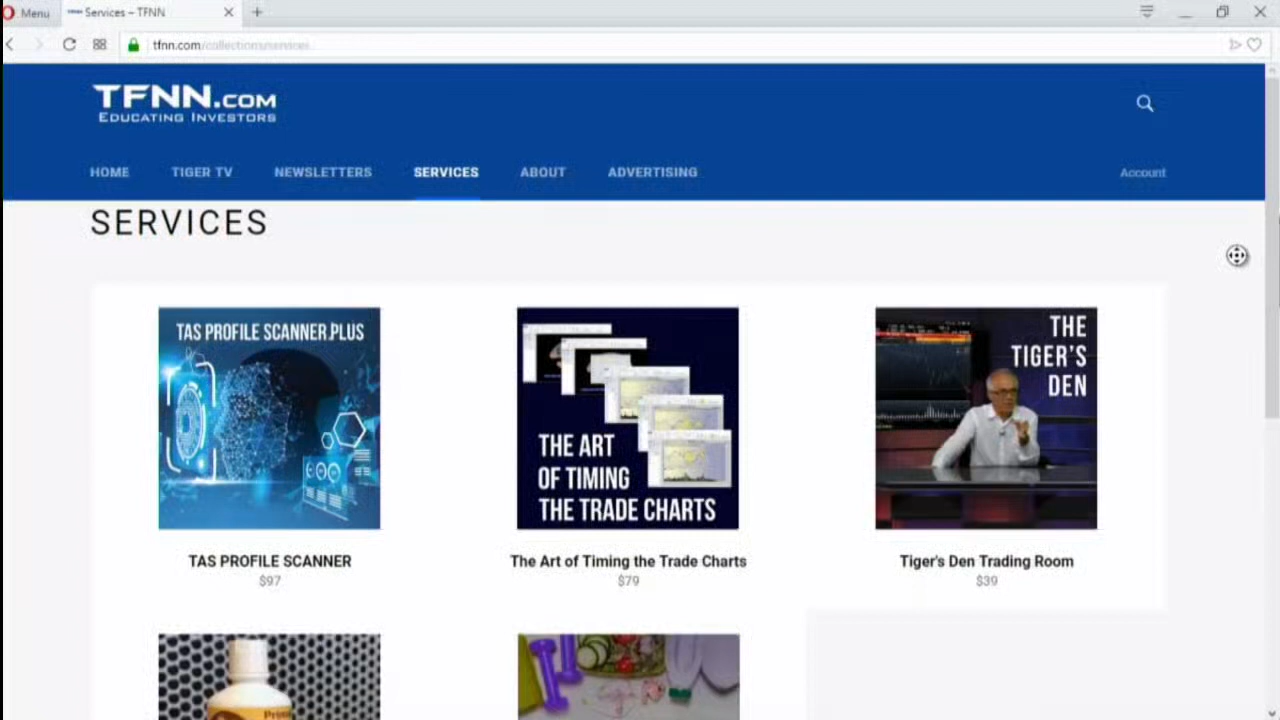 Menu
Services – TFNN
tfnn.com/collections/services
TFNN.COM
EDUCATING INVESTORS
HOME
TIGER TV
NEWSLETTERS
SERVICES
ABOUT
ADVERTISING
Account
SERVICES
TAS PROFILE SCANNER PLUS
THE ART
OF TIMING
THE TRADE CHARTS
THE
TIGER'S
DEN
TAS PROFILE SCANNER
$97
The Art of Timing the Trade Charts
$79
Tiger's Den Trading Room
$39